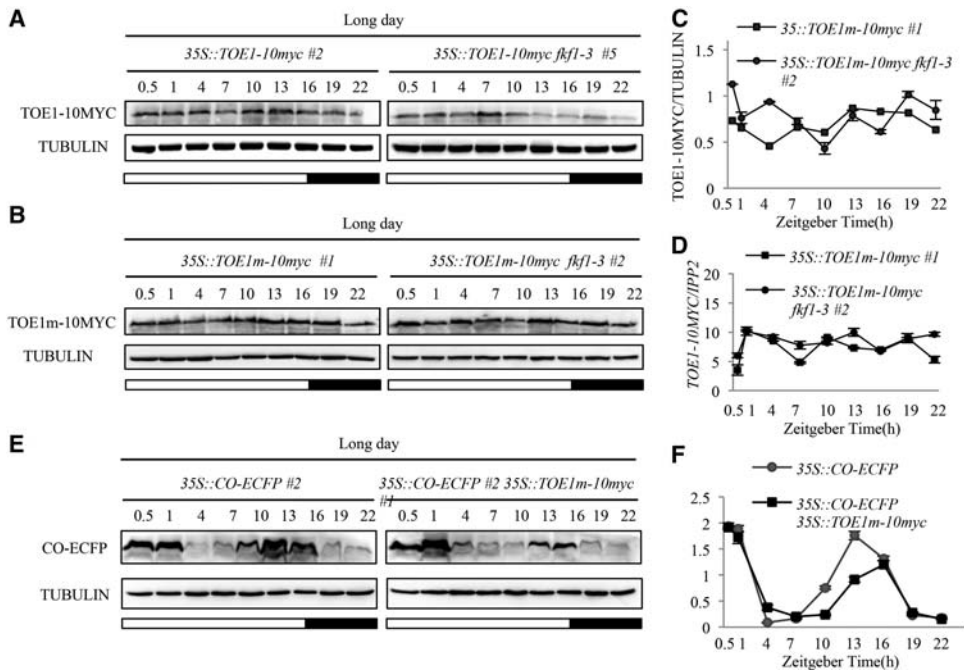 A
Long day
35S::TOE1-10myc #2
35S::TOE1-10myc fkf1-3 #5
0.5 1 4 7 10 13 16 19 22
0.5 1 4 7 10 13 16 19 22
TOE1-10MYC
TUBULIN
B
Long day
35S::TOE1m-10myc #1
35S::TOE1m-10myc fkf1-3 #2
0.5 1 4 7 10 13 16 19 22
0.5 1 4 7 10 13 16 19 22
TOE1m-10MYC
TUBULIN
E
Long day
35S::CO-ECFP #2
35S::CO-ECFP #2 35S::TOE1m-10myc
#1
0.5 1 4 7 10 13 16 19 22
0.5 1 4 7 10 13 16 19 22
CO-ECFP
TUBULIN
C
35::TOE1m-10myc #1
35S::TOE1m-10myc fkf1-3
#2
TOE1-10MYC/TUBULIN
1.5
1
0.5
0
0.5 1 4 7 10 13 16 19 22
Zeitgeber Time(h)
D
35S::TOE1m-10myc #1
35S::TOE1m-10myc
fkf1-3 #2
TOE1-10MYC/IPP2
20
15
10
5
0
0.5 1 4 7 10 13 16 19 22
Zeitgeber Time(h)
F
35S::CO-ECFP
35S::CO-ECFP
35S::TOE1m-10myc
2.5
2
1.5
1
0.5
0
0.5 1 4 7 10 13 16 19 22
Zeitgeber Time(h)